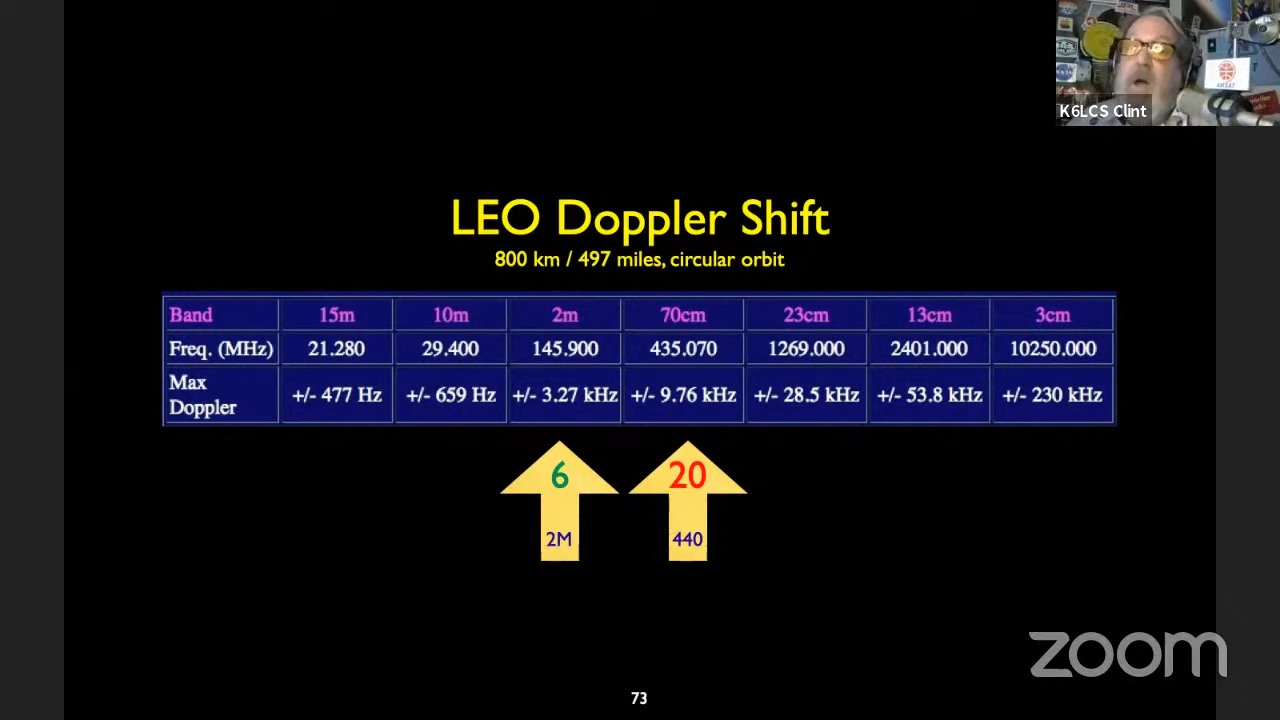 K6LCS Clint
LEO Doppler Shift
800 km / 497 miles, circular orbit
Band 15m 10m 2m 70cm 23cm 13cm 3cm
Freq. (MHz) 21.280 29.400 145.900 435.070 1269.000 2401.000 10250.000
Max Doppler +/- 477 Hz +/- 659 Hz +/- 3.27 kHz +/- 9.76 kHz +/- 28.5 kHz +/- 53.8 kHz +/- 230 kHz
6 20
2M 440
zoom
73